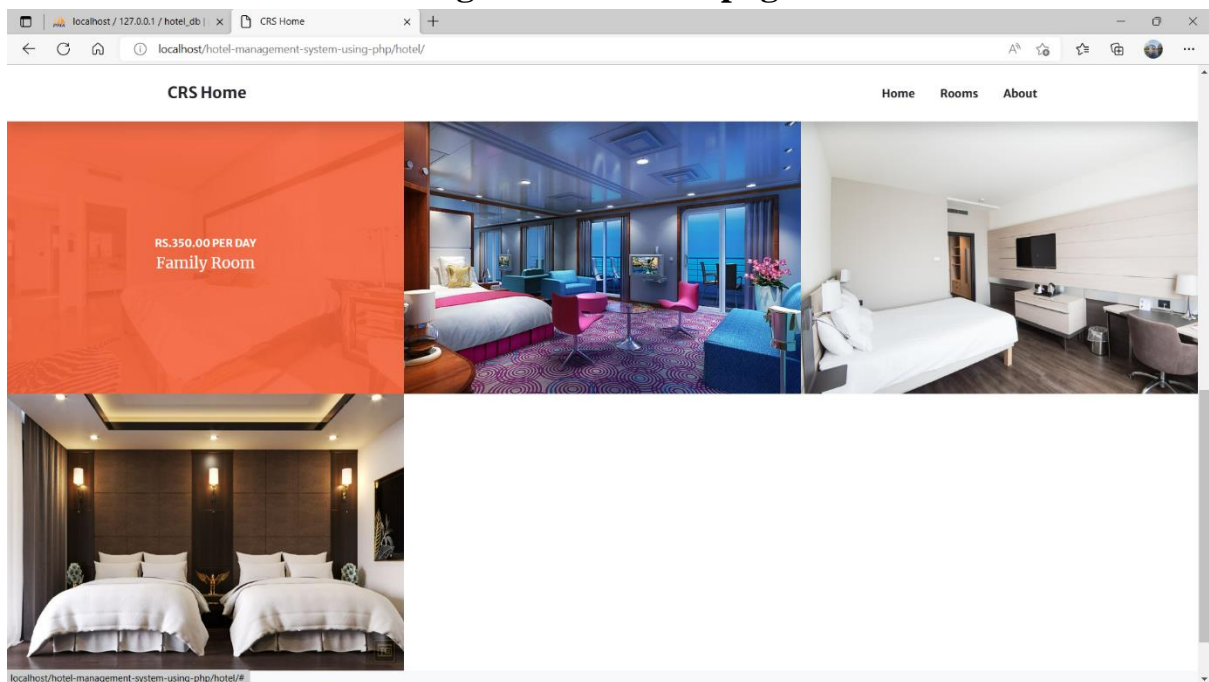 localhost / 127.0.0.1 / hotel_db |
CRS Home
localhost/hotel-management-system-using-php/hotel/
CRS Home
Home Rooms About
RS.350.00 PER DAY
Family Room
localhost/hotel-management-system-using-php/hotel/#